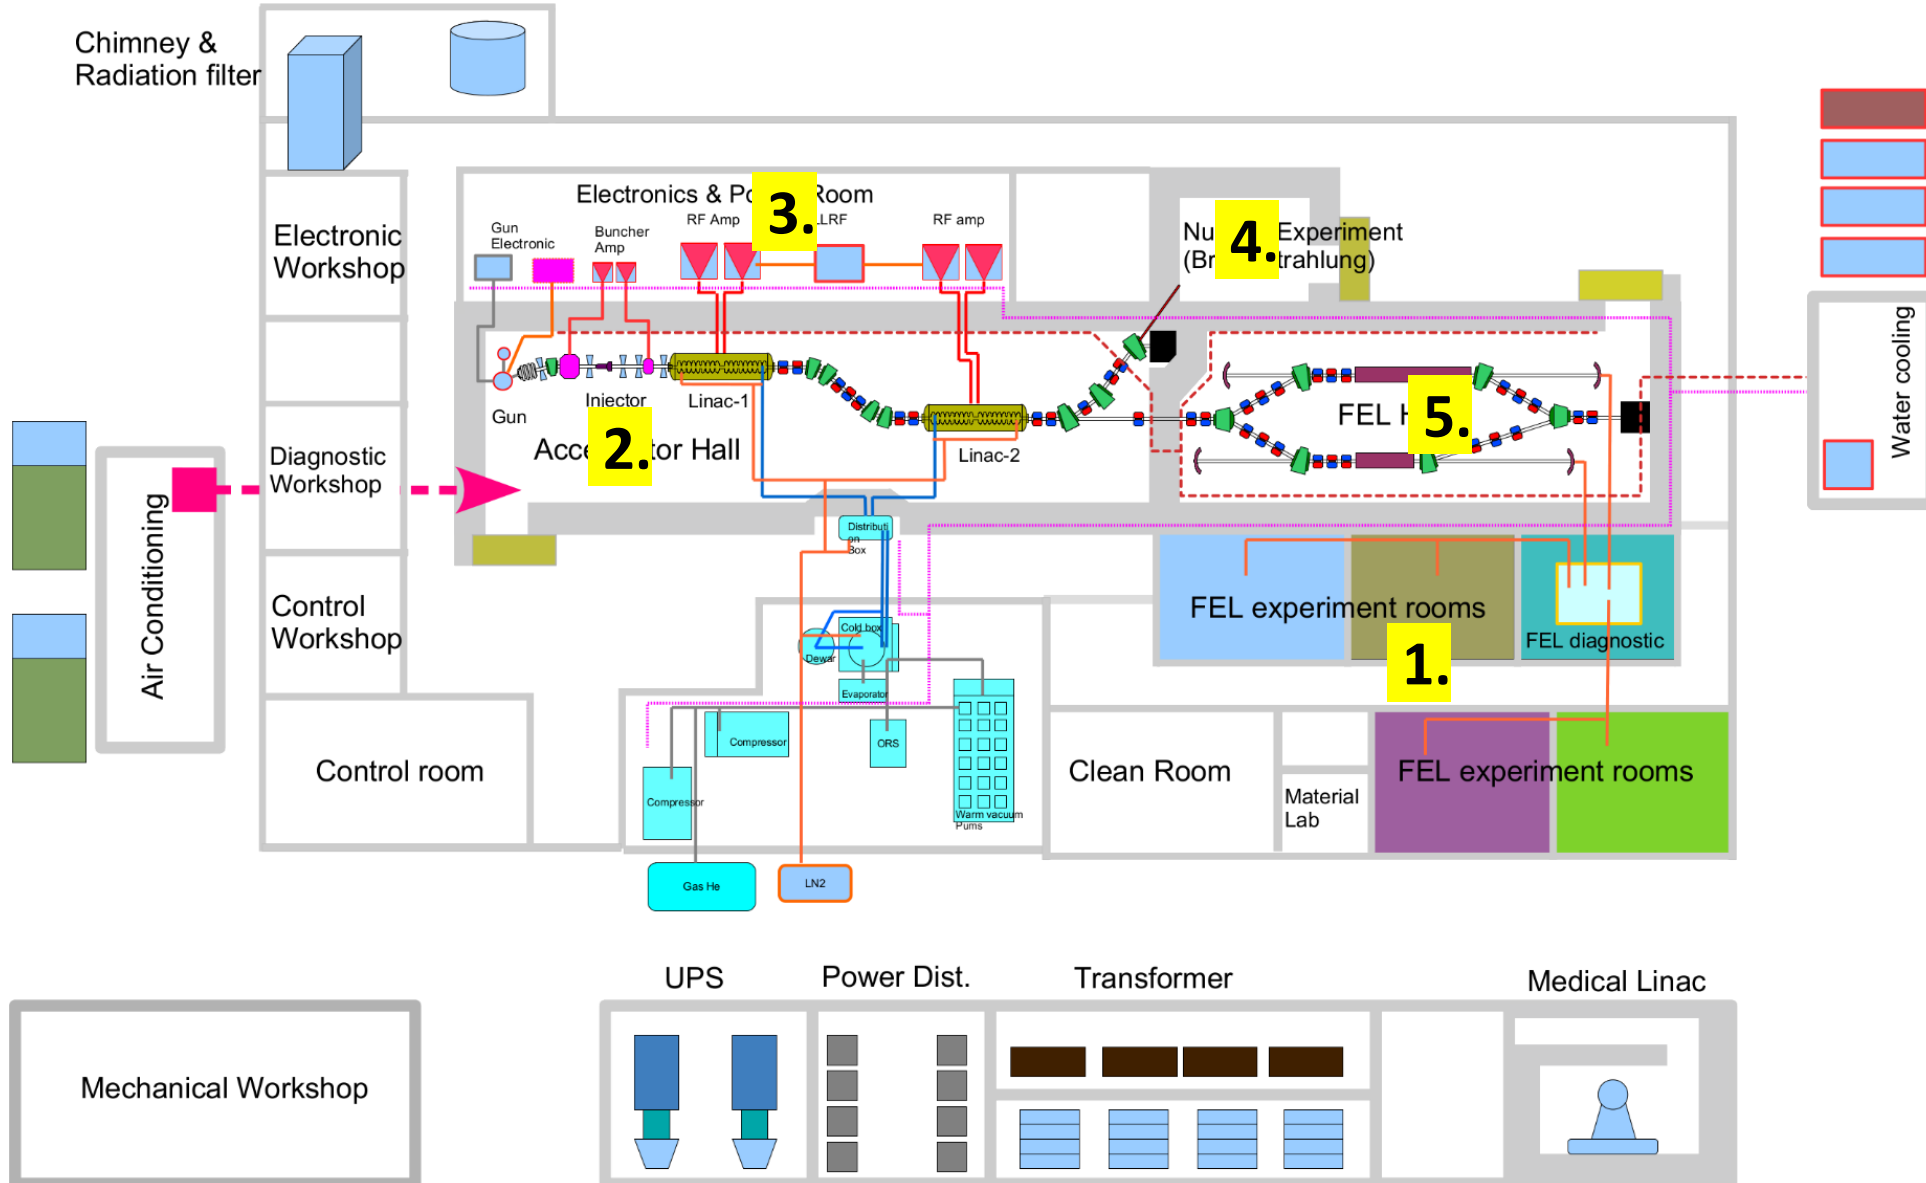 Chimney &
Radiation filter
Electronics & Po
Room
3.
RF Amp
LLRF
RF amp
Gun
Electronic
Buncher
Amp
Electronic
Workshop
4.
Nu
Experiment
(Br
trahlung)
Water cooling
Gun
Injector
Linac-1
Linac-2
Acce
tor Hall
2.
FEL H
5.
Diagnostic
Workshop
Air Conditioning
Distributi
on
Box
Control
Workshop
Cold box
Dewar
Evaporator
FEL experiment rooms
FEL diagnostic
1.
Control room
Compressor
ORS
Compressor
Warm vacuum
Pums
Clean Room
Material
Lab
FEL experiment rooms
Gas He
LN2
UPS
Power Dist.
Transformer
Medical Linac
Mechanical Workshop